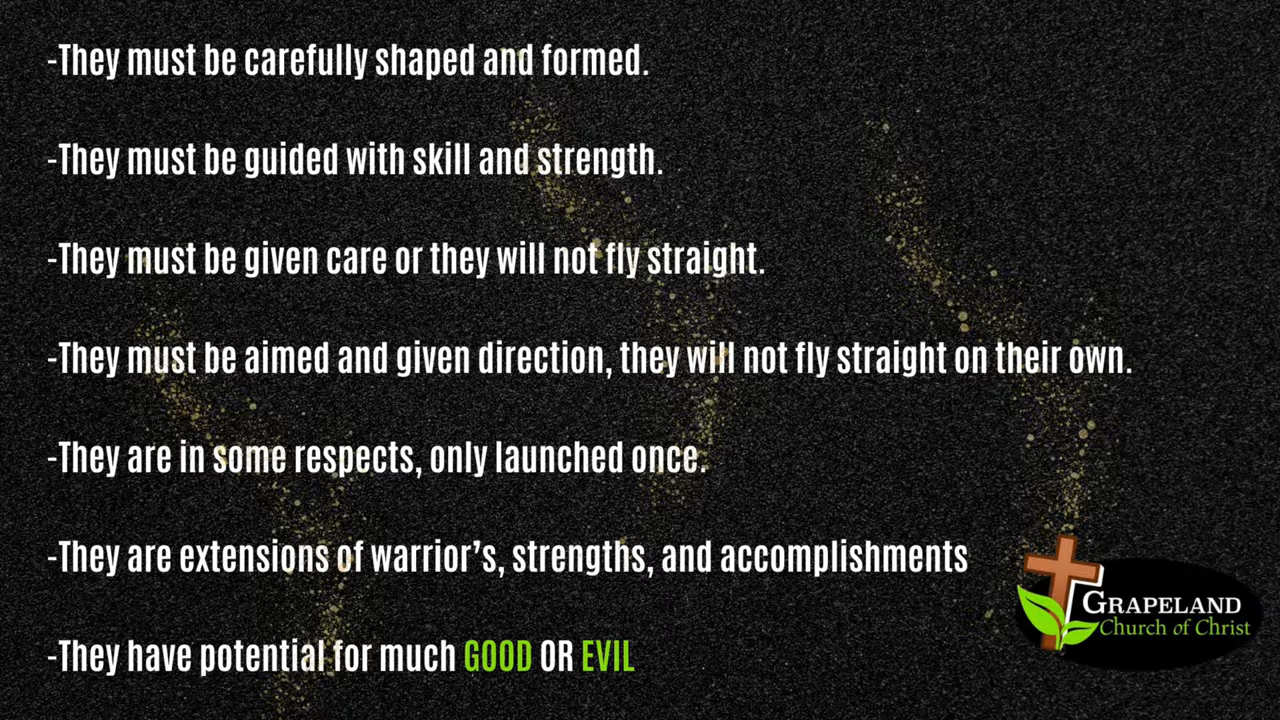 -They must be carefully shaped and formed.
-They must be guided with skill and strength.
-They must be given care or they will not fly straight.
-They must be aimed and given direction, they will not fly straight on their own.
-They are in some respects, only launched once.
-They are extensions of warrior’s, strengths, and accomplishments
-They have potential for much GOOD OR EVIL
GRAPELAND
Church of Christ